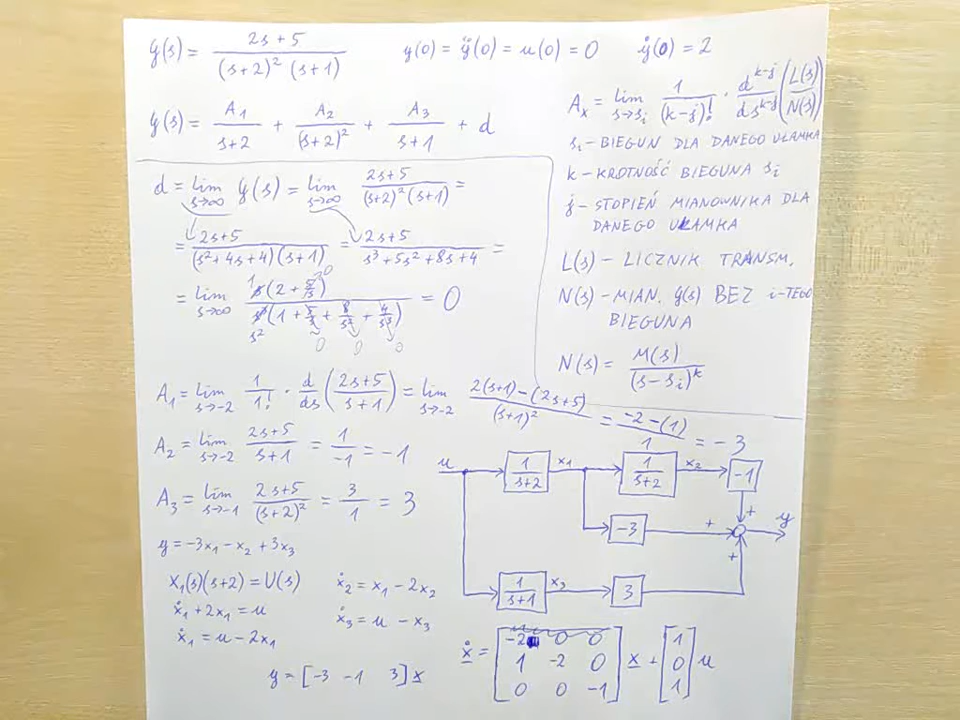 G(s) = (2s+5) / ((s+2)² (s+1))    y(0) = ÿ(0) = u(0) = 0    ẏ(0) = 2
G(s) = A₁/(s+2) + A₂/(s+2)² + A₃/(s+1) + d
Aₓ = lim s→sᵢ 1/(k-j)! · d^(k-j)/ds^(k-j) (L(s)/N(s))
sᵢ - BIEGUN DLA DANEGO UŁAMKA
k - KROTNOŚĆ BIEGUNA sᵢ
j - STOPIEŃ MIANOWNIKA DLA
DANEGO UŁAMKA
L(s) - LICZNIK TRANSM.
N(s) - MIAN. G(s) BEZ i-TEGO
BIEGUNA
N(s) = M(s) / (s-sᵢ)ᵏ
d = lim s→∞ G(s) = lim s→∞ (2s+5) / ((s+2)² (s+1)) =
= (2s+5) / ((s²+4s+4)(s+1)) = (2s+5) / (s³+5s²+8s+4) =
= lim s→∞ 1 s(2 + 5/s) →0 / s² s³(1 + 5/s + 8/s² + 4/s³) = 0
0 0 0
A₁ = lim s→-2 1/1! · d/ds ((2s+5)/(s+1)) = lim s→-2 (2(s+1) - (2s+5)) / (s+1)² = (-2-(1))/1 = -3
A₂ = lim s→-2 (2s+5)/(s+1) = 1/-1 = -1
A₃ = lim s→-1 (2s+5)/(s+2)² = 3/1 = 3
y = -3x₁ - x₂ + 3x₃
X₁(s)(s+2) = U(s)
ẋ₁ + 2x₁ = u
ẋ₁ = u - 2x₁
ẋ₂ = x₁ - 2x₂
ẋ₃ = u - x₃
y = [-3 -1 3] x
u 1/(s+2) x₁ 1/(s+2) x₂ -1
-3 + + y
+
1/(s+1) x₃ 3
ẋ = [-2 0 0
1 -2 0
0 0 -1] x + [1
0
1] u